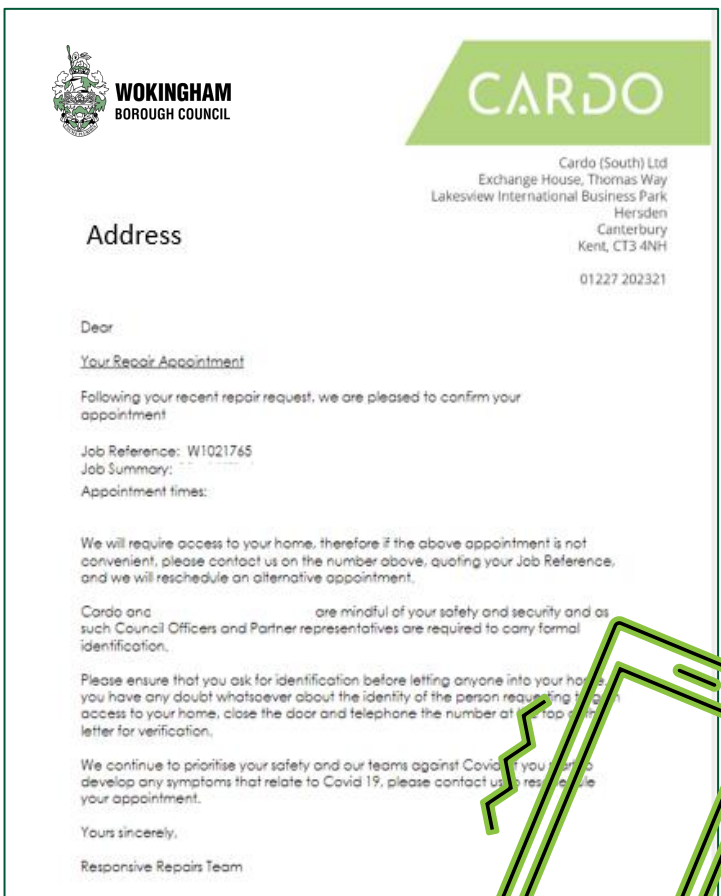 WOKINGHAM
BOROUGH COUNCIL
CARDO
Cardo (South) Ltd
Exchange House, Thomas Way
Lakesview International Business Park
Hersden
Canterbury
Kent, CT3 4NH
01227 202321
Address
Dear
Your Repair Appointment
Following your recent repair request, we are pleased to confirm your
appointment
Job Reference: W1021765
Job Summary:
Appointment times:
We will require access to your home, therefore if the above appointment is not
convenient, please contact us on the number above, quoting your Job Reference,
and we will reschedule an alternative appointment.
Cardo and are mindful of your safety and security and as
such Council Officers and Partner representatives are required to carry formal
identification.
Please ensure that you ask for identification before letting anyone into your home
you have any doubt whatsoever about the identity of the person requesting
access to your home, close the door and telephone the number at top
letter for verification.
We continue to prioritise your safety and our teams against Covid you
develop any symptoms that relate to Covid 19, please contact us
your appointment.
Yours sincerely,
Responsive Repairs Team